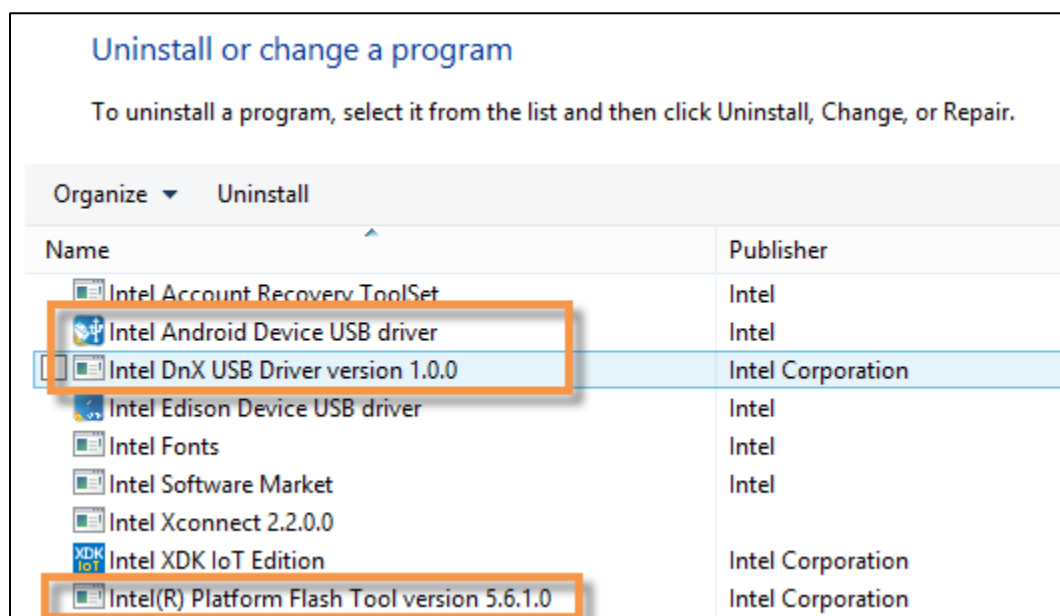 Uninstall or change a program
To uninstall a program, select it from the list and then click Uninstall, Change, or Repair.
Organize Uninstall
Name Publisher
Intel Account Recovery ToolSet Intel
Intel Android Device USB driver Intel
Intel DnX USB Driver version 1.0.0 Intel Corporation
Intel Edison Device USB driver Intel
Intel Fonts Intel
Intel Software Market Intel
Intel Xconnect 2.2.0.0
XDK IoT Intel XDK IoT Edition Intel Corporation
Intel(R) Platform Flash Tool version 5.6.1.0 Intel Corporation